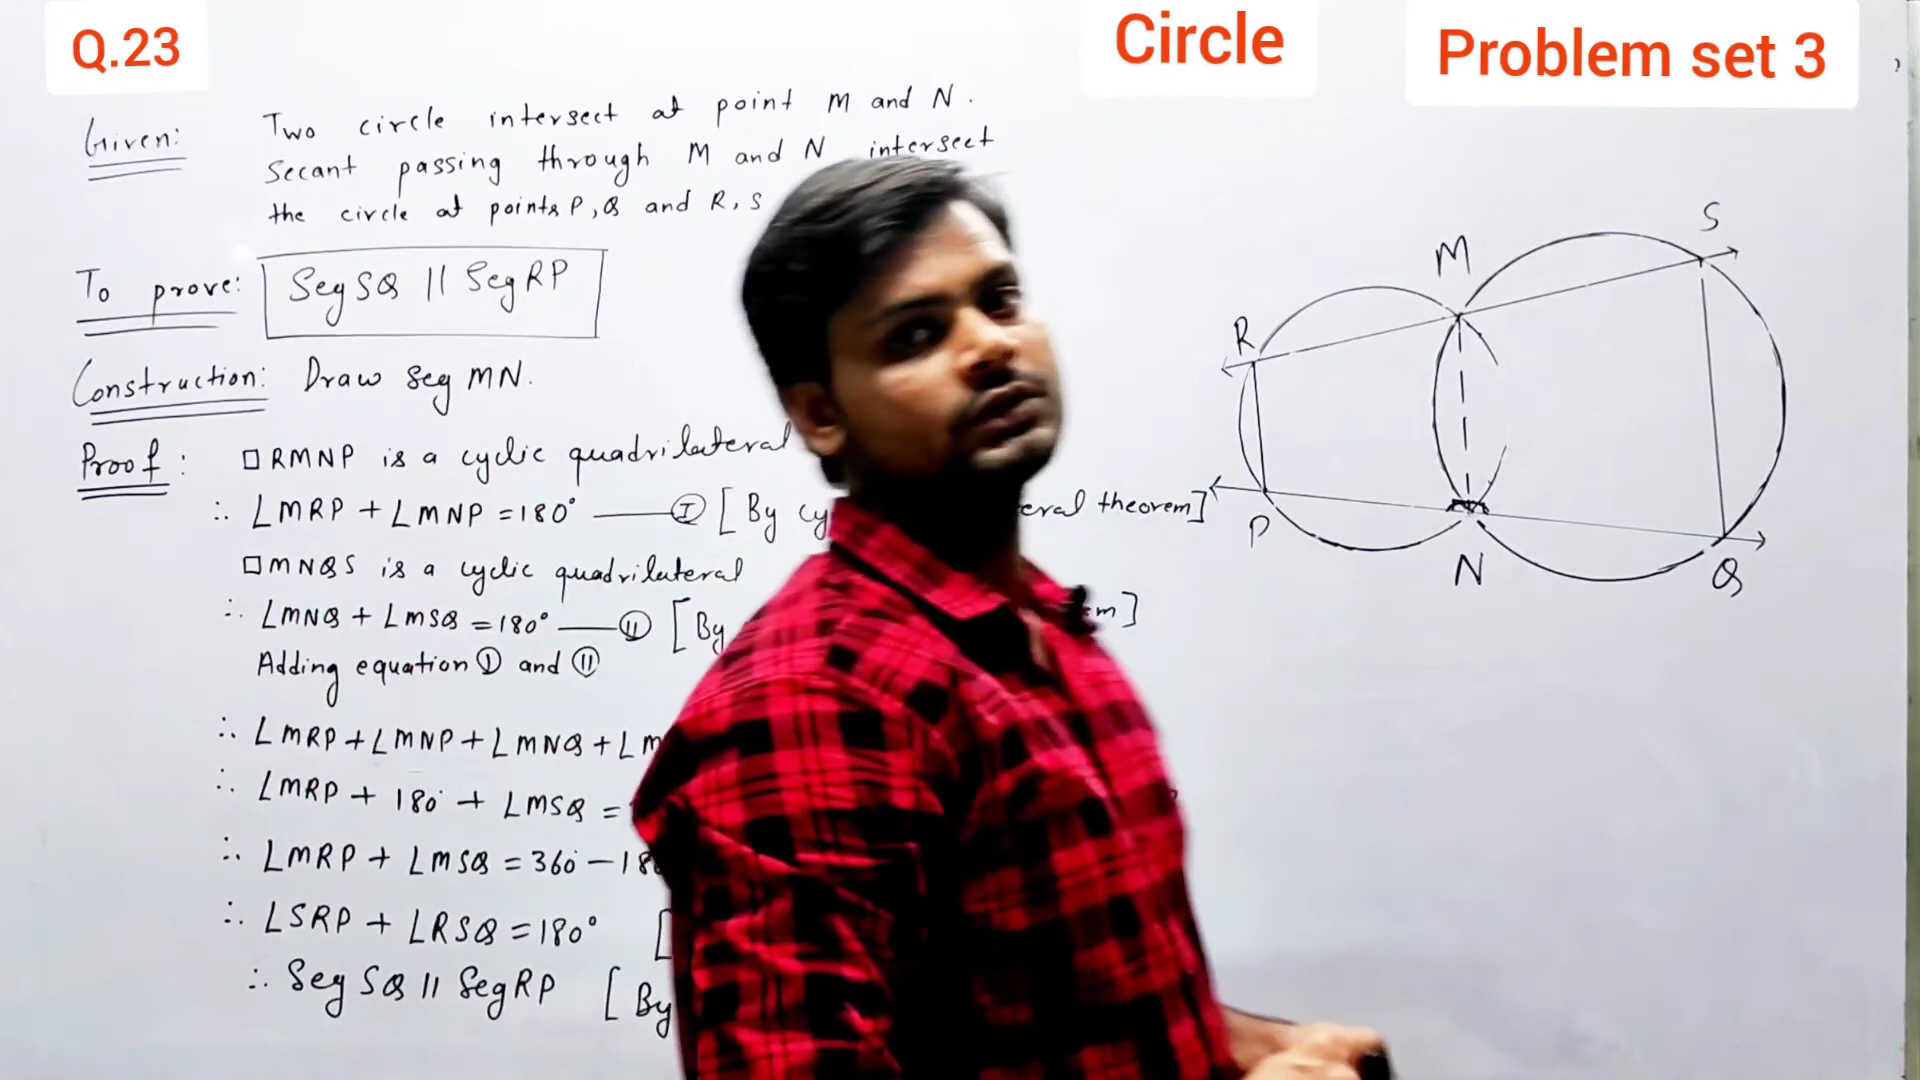 Q.23
Circle
Problem set 3
Given: Two circle intersect at point M and N.
Secant passing through M and N intersect
the circle at points P, Q and R, S
To prove: Seg SQ || Seg RP
Construction: Draw seg MN.
Proof: □RMNP is a cyclic quadrilateral
∴ ∠MRP + ∠MNP = 180° — Ⓘ [By theorem]
□MNQS is a cyclic quadrilateral
∴ ∠MNQ + ∠MSQ = 180° — Ⓘ️Ⓘ [By
Adding equation Ⓘ and ⒾⒾ
∴ ∠MRP + ∠MNP + ∠MNQ + ∠M
∴ ∠MRP + 180° + ∠MSQ =
∴ ∠MRP + ∠MSQ = 360° − 18
∴ ∠SRP + ∠RSQ = 180° [
∴ Seg SQ || Seg RP [By
S
M
R
P
N
Q